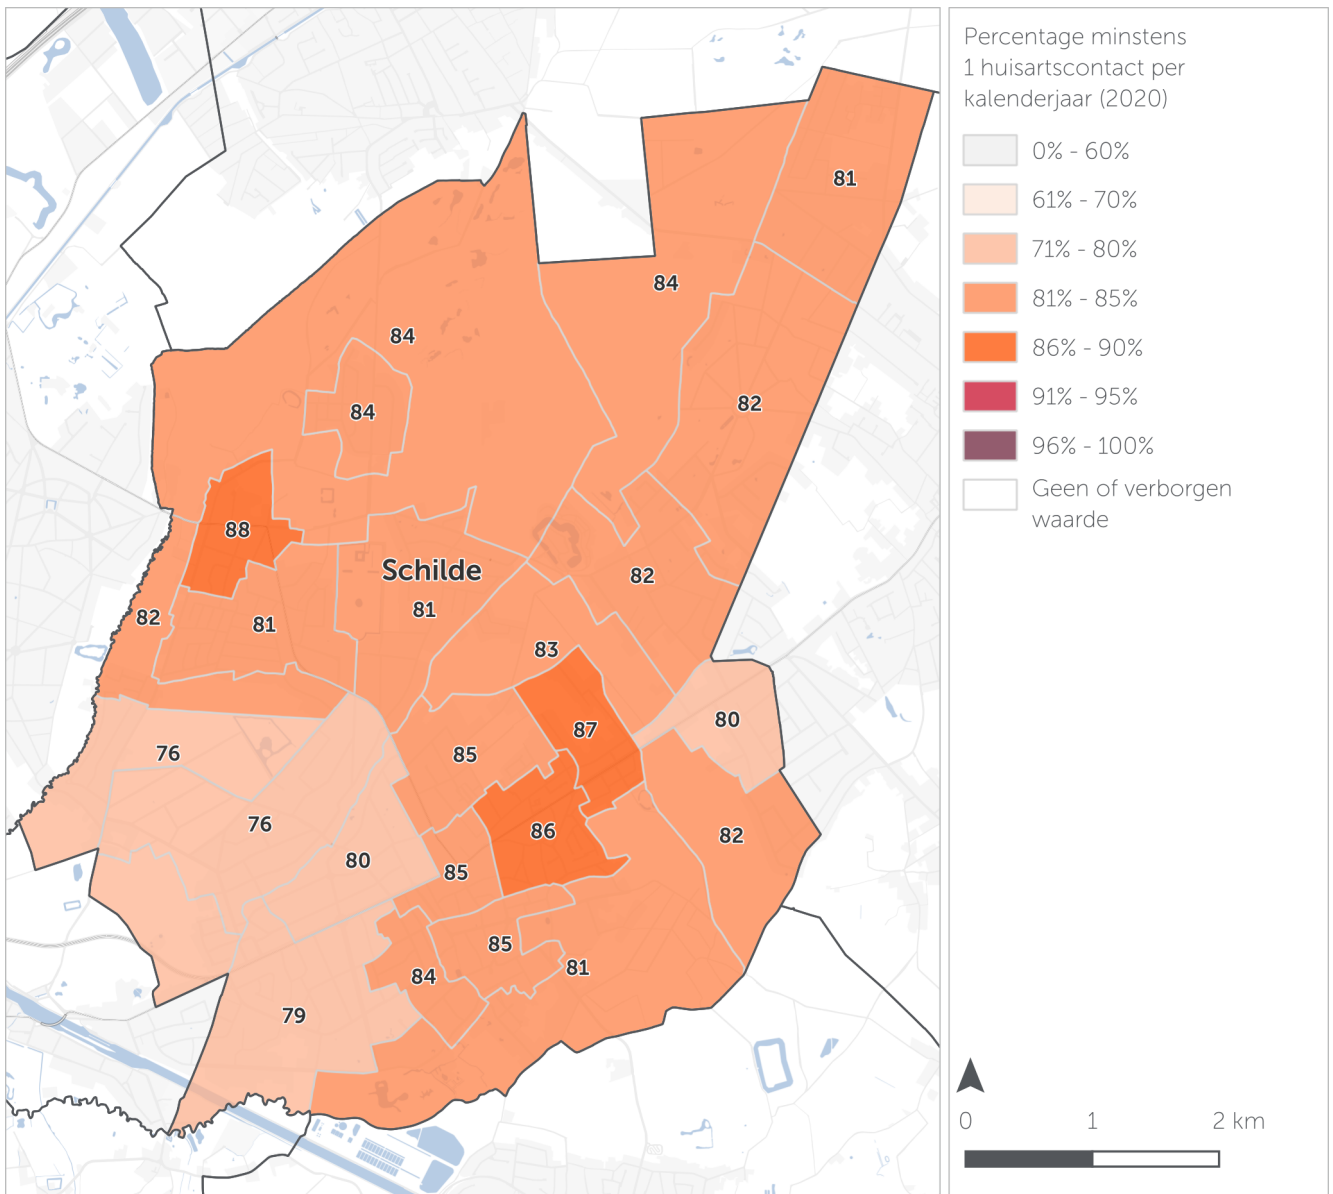 81
84
84
82
84
88
Schilde
82
82
81
81
83
80
87
76
85
76
86
82
80
85
85
81
84
79
Percentage minstens
1 huisartscontact per
kalenderjaar (2020)
0% - 60%
61% - 70%
71% - 80%
81% - 85%
86% - 90%
91% - 95%
96% - 100%
Geen of verborgen
waarde
0 1 2 km